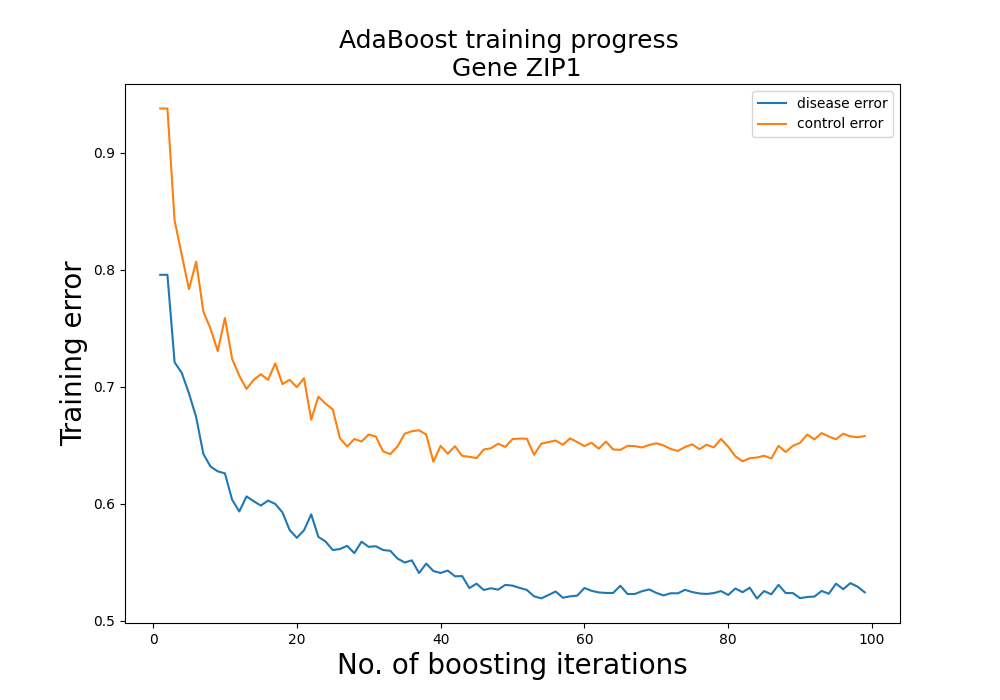 AdaBoost training progress
Gene ZIP1
disease error
control error
Training error
0.9
0.8
0.7
0.6
0.5
0
20
40
60
80
100
No. of boosting iterations